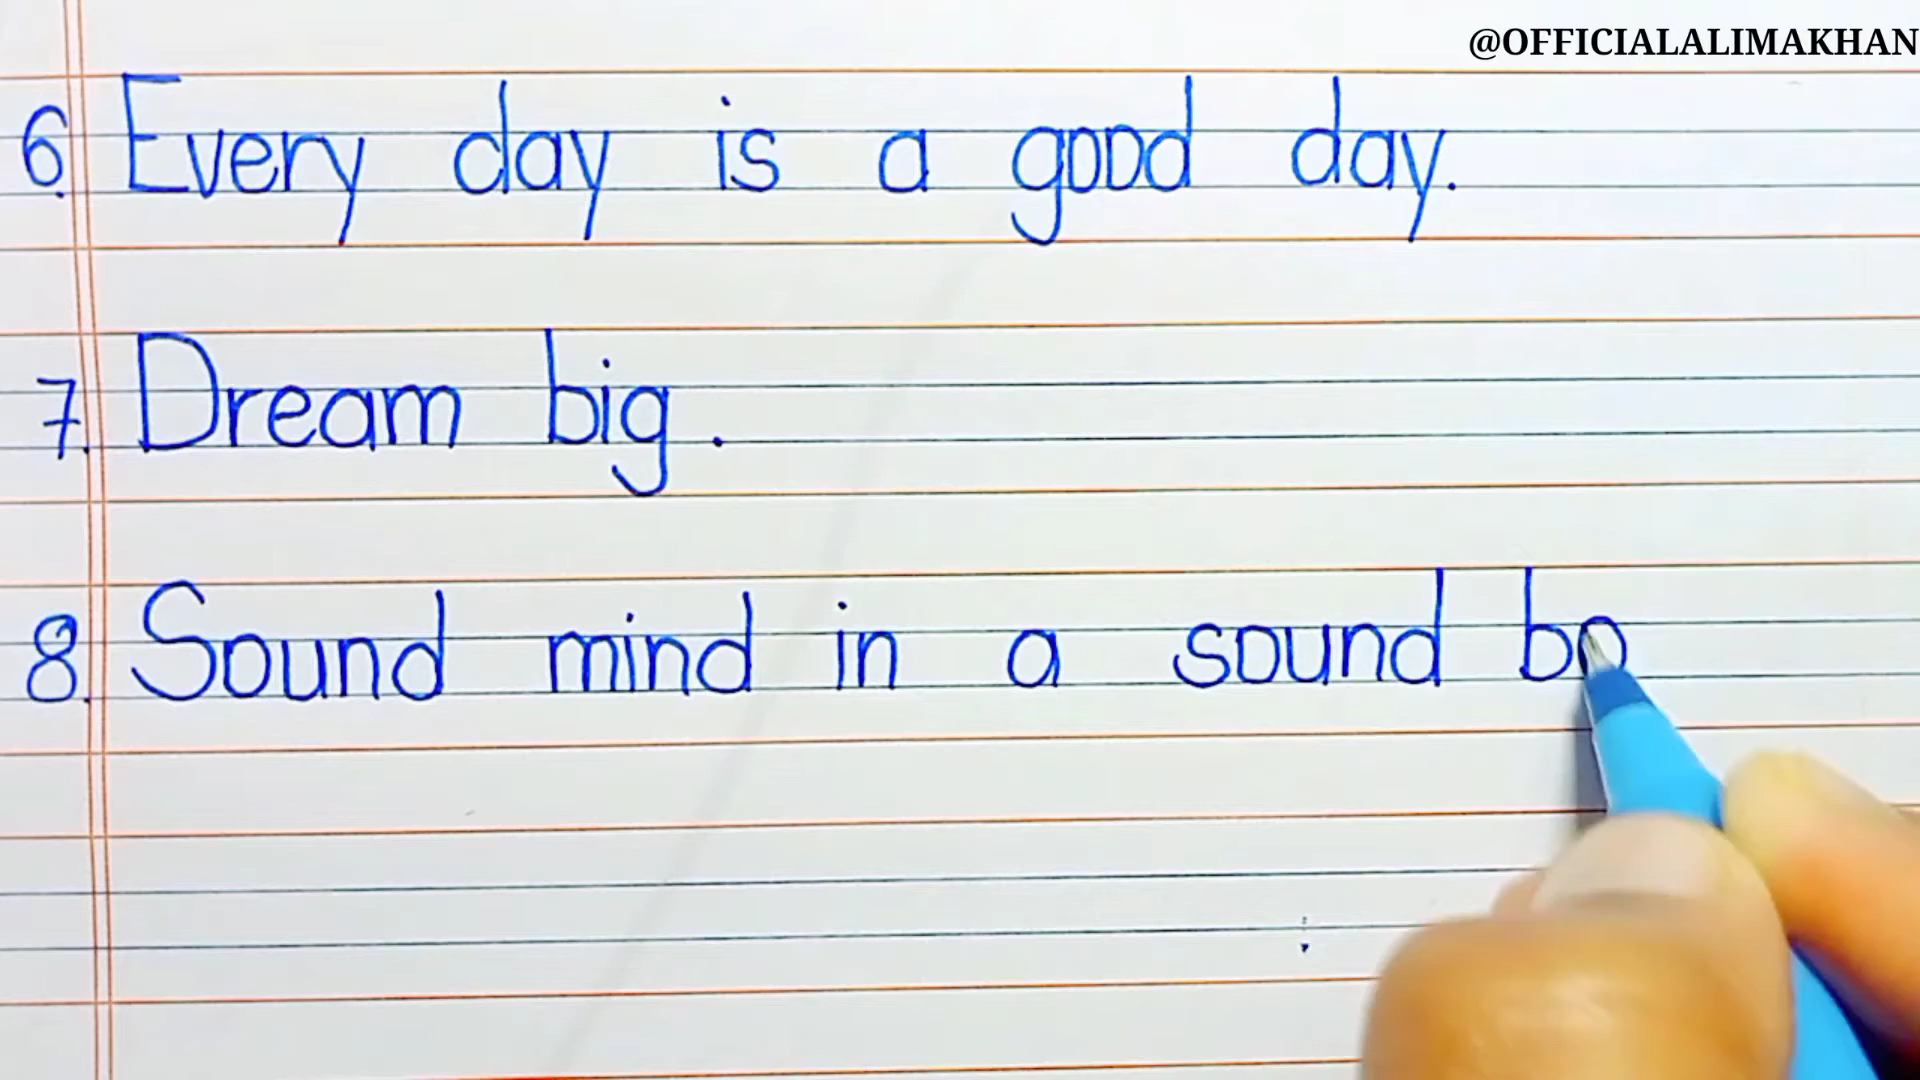 @OFFICIALALIMAKHAN
6. Every day is a good day.
7. Dream big.
8. Sound mind in a sound bo